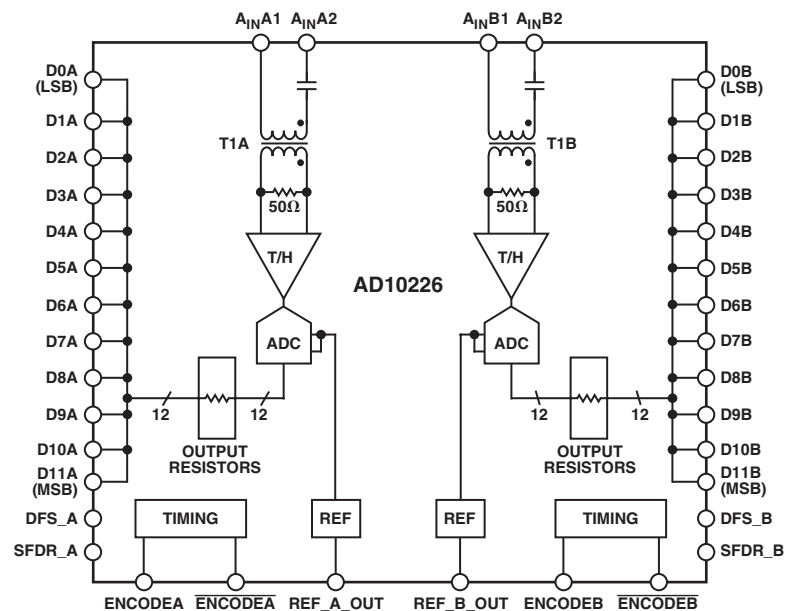 AINA1 AINA2 AINB1 AINB2
D0A
(LSB)
D1A
D2A
D3A
D4A
D5A
D6A
D7A
D8A
D9A
D10A
D11A
(MSB)
DFS_A
SFDR_A
T1A
50Ω
T/H
ADC
12
12
OUTPUT
RESISTORS
TIMING
REF
AD10226
T1B
50Ω
T/H
ADC
12
12
OUTPUT
RESISTORS
REF
TIMING
D0B
(LSB)
D1B
D2B
D3B
D4B
D5B
D6B
D7B
D8B
D9B
D10B
D11B
(MSB)
DFS_B
SFDR_B
ENCODEA ENCODEA REF_A_OUT REF_B_OUT ENCODEB ENCODEB